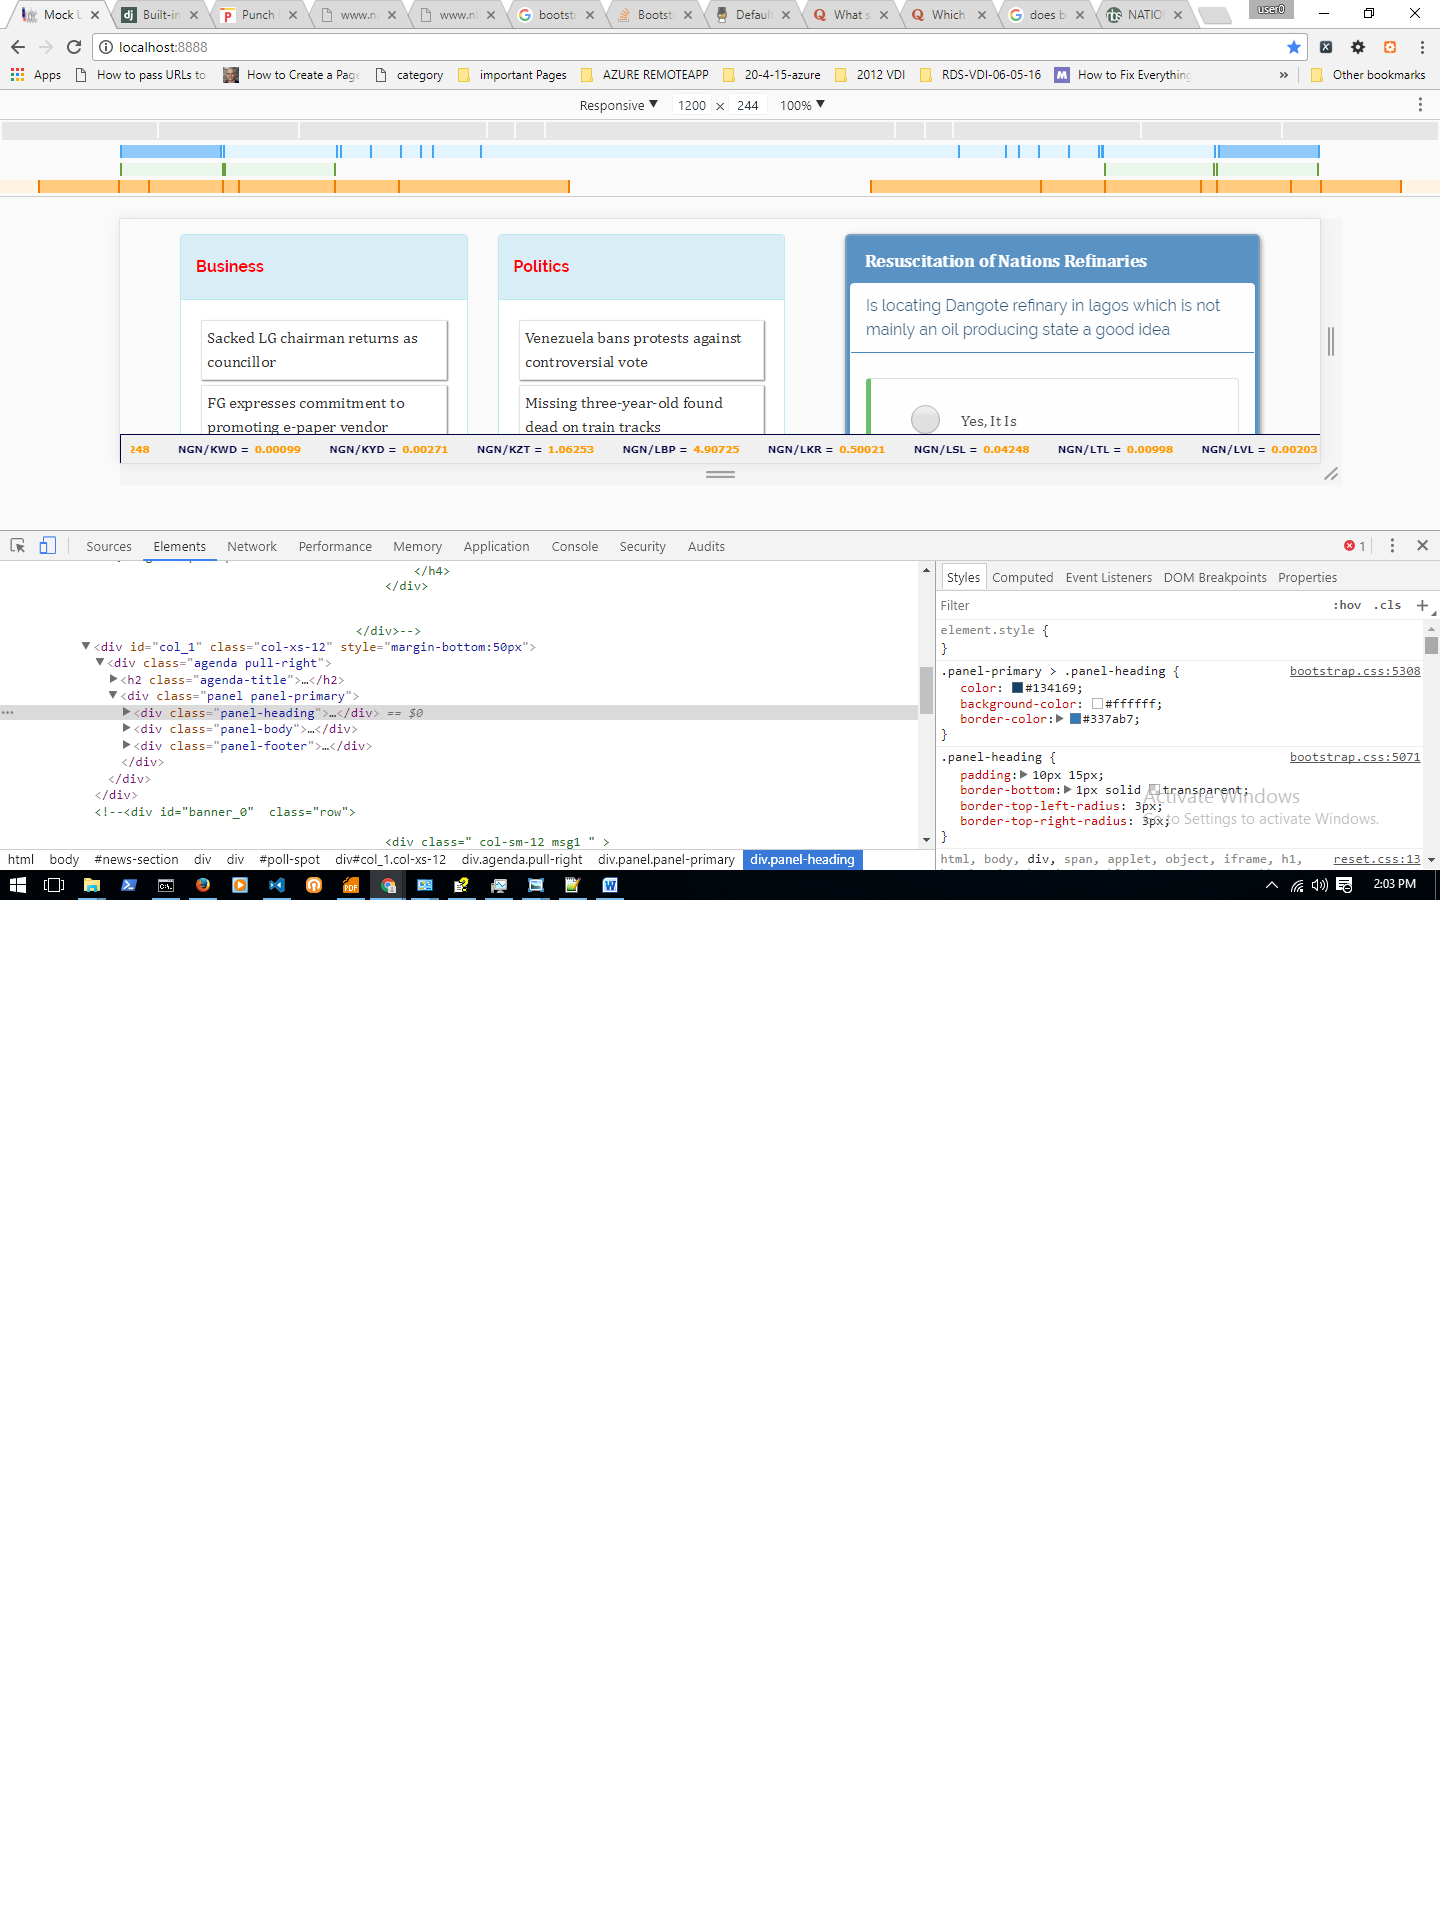 Mock U
Built-in
Punch
www.n
www.nl
bootst
Boots
Defaul
What s
Which
does b
NATIO
user0
localhost:8888
Apps
How to pass URLs to
How to Create a Page
category
important Pages
AZURE REMOTEAPP
20-4-15-azure
2012 VDI
RDS-VDI-06-05-16
How to Fix Everything
»
Other bookmarks
Responsive ▼ 1200 × 244 100% ▼
Business
Politics
Resuscitation of Nations Refinaries
Is locating Dangote refinary in lagos which is not
mainly an oil producing state a good idea
Sacked LG chairman returns as
councillor
Venezuela bans protests against
controversial vote
FG expresses commitment to
promoting e-paper vendor
Missing three-year-old found
dead on train tracks
Yes, It Is
248 NGN/KWD = 0.00099 NGN/KYD = 0.00271 NGN/KZT = 1.06253 NGN/LBP = 4.90725 NGN/LKR = 0.50021 NGN/LSL = 0.04248 NGN/LTL = 0.00998 NGN/LVL = 0.00203
Sources Elements Network Performance Memory Application Console Security Audits 1
</h4>
</div>
</div>-->
▼<div id="col_1" class="col-xs-12" style="margin-bottom:50px">
▼<div class="agenda pull-right">
▶<h2 class="agenda-title">…</h2>
▼<div class="panel panel-primary">
▶<div class="panel-heading">…</div> == $0
▶<div class="panel-body">…</div>
▶<div class="panel-footer">…</div>
</div>
</div>
</div>
<!--<div id="banner_0"  class="row">
<div class=" col-sm-12 msg1 " >
html body #news-section div div #poll-spot div#col_1.col-xs-12 div.agenda.pull-right div.panel.panel-primary div.panel-heading
Styles Computed Event Listeners DOM Breakpoints Properties
Filter :hov .cls +
element.style {
}
.panel-primary > .panel-heading { bootstrap.css:5308
color: #134169;
background-color: #ffffff;
border-color:▶ #337ab7;
}
.panel-heading { bootstrap.css:5071
padding:▶ 10px 15px;
border-bottom:▶ 1px solid transparent;
border-top-left-radius: 3px;
border-top-right-radius: 3px;
}
html, body, div, span, applet, object, iframe, h1, reset.css:13
Activate Windows
Go to Settings to activate Windows.
2:03 PM